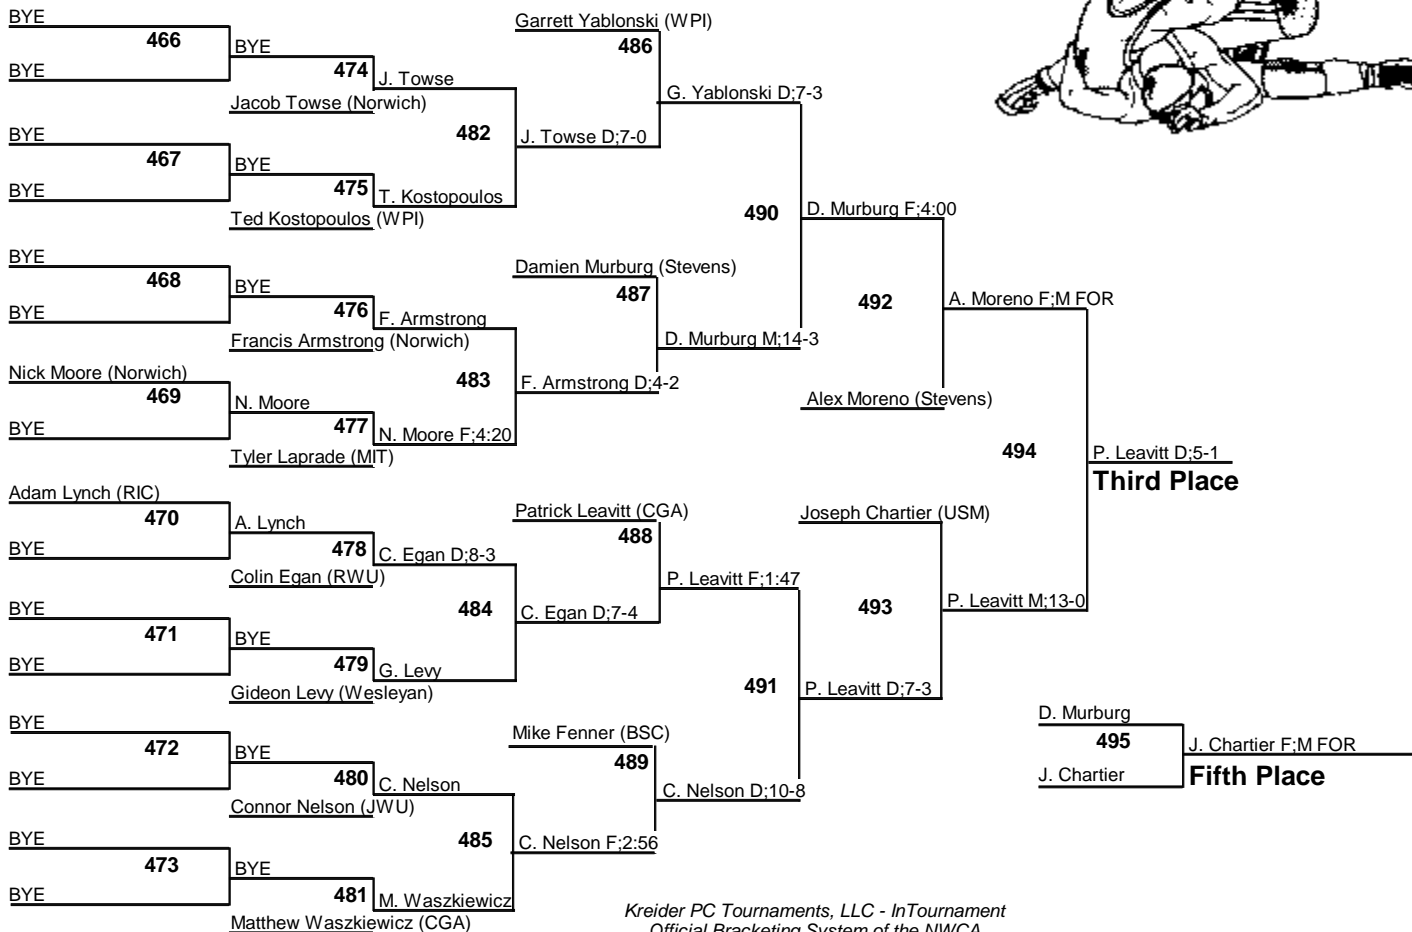 BYE
466
BYE
BYE
474
J. Towse
Jacob Towse (Norwich)
BYE
467
BYE
BYE
475
T. Kostopoulos
Ted Kostopoulos (WPI)
482
J. Towse D;7-0
Garrett Yablonski (WPI)
486
G. Yablonski D;7-3
BYE
468
BYE
BYE
476
F. Armstrong
Francis Armstrong (Norwich)
Nick Moore (Norwich)
469
BYE
N. Moore
477
N. Moore F;4:20
Tyler Laprade (MIT)
483
F. Armstrong D;4-2
Damien Murburg (Stevens)
487
D. Murburg M;14-3
490
D. Murburg F;4:00
492
Alex Moreno (Stevens)
A. Moreno F;M FOR
Adam Lynch (RIC)
470
BYE
A. Lynch
478
C. Egan D;8-3
Colin Egan (RWU)
BYE
471
BYE
BYE
479
G. Levy
Gideon Levy (Wesleyan)
484
C. Egan D;7-4
Patrick Leavitt (CGA)
488
P. Leavitt F;1:47
BYE
472
BYE
BYE
480
C. Nelson
Connor Nelson (JWU)
BYE
473
BYE
BYE
481
M. Waszkiewicz
Matthew Waszkiewicz (CGA)
485
C. Nelson F;2:56
Mike Fenner (BSC)
489
C. Nelson D;10-8
491
P. Leavitt D;7-3
Joseph Chartier (USM)
493
P. Leavitt M;13-0
494
P. Leavitt D;5-1
Third Place
D. Murburg
495
J. Chartier
J. Chartier F;M FOR
Fifth Place
Kreider PC Tournaments, LLC - InTournament
Official Bracketing System of the NWCA